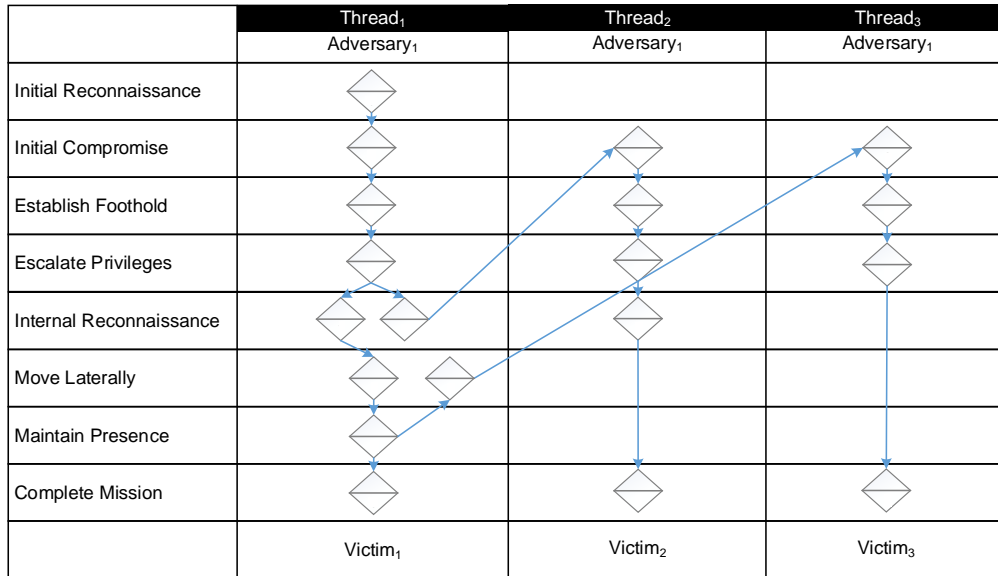 Thread₁ Thread₂ Thread₃
Adversary₁ Adversary₁ Adversary₁
Initial Reconnaissance
Initial Compromise
Establish Foothold
Escalate Privileges
Internal Reconnaissance
Move Laterally
Maintain Presence
Complete Mission
Victim₁ Victim₂ Victim₃